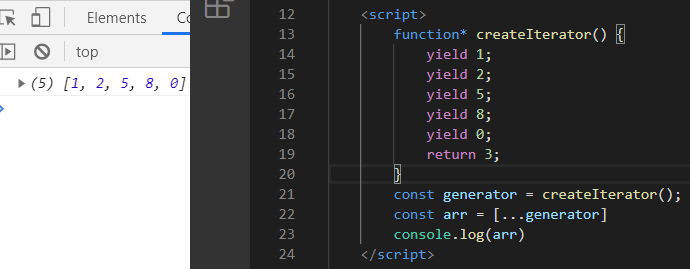 Elements
Co
top
(5) [1, 2, 5, 8, 0]
12 <script>
13 function* createIterator() {
14 yield 1;
15 yield 2;
16 yield 5;
17 yield 8;
18 yield 0;
19 return 3;
20 }
21 const generator = createIterator();
22 const arr = [...generator]
23 console.log(arr)
24 </script>